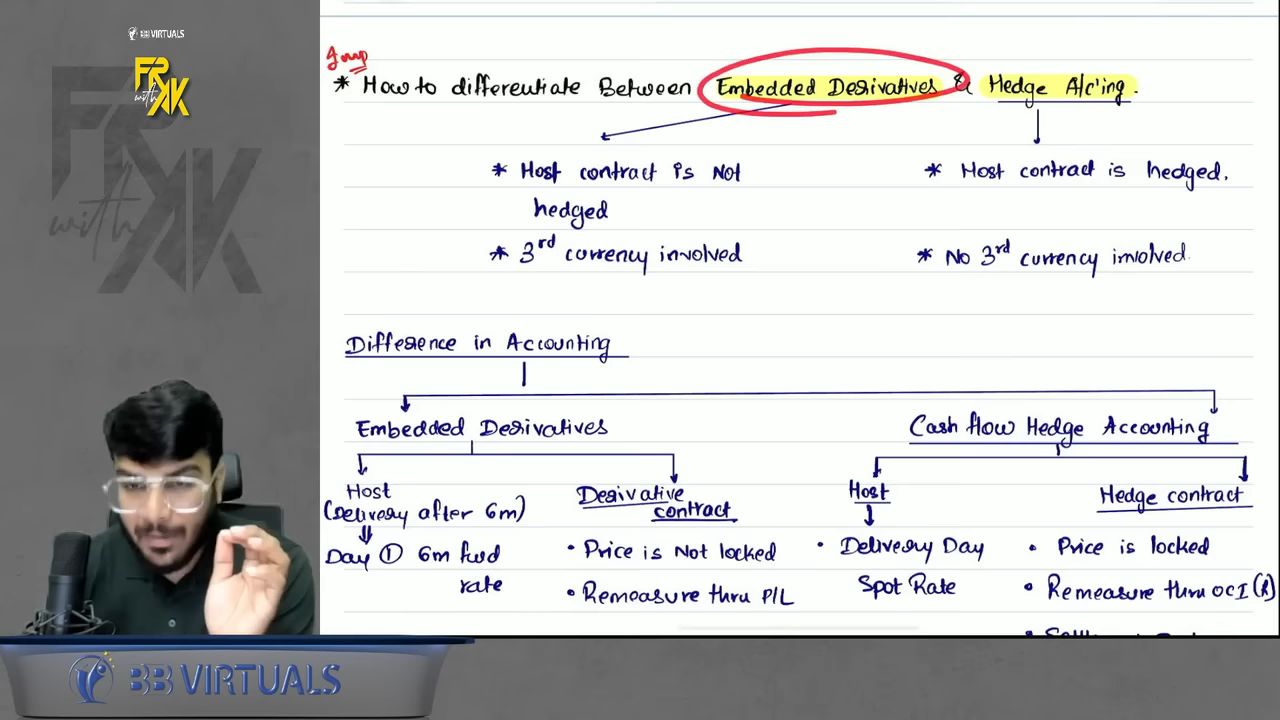 BB VIRTUALS
FR
with
AK
FR
with
AK
Imp
* How to differentiate Between Embedded Derivatives & Hedge A/c'ing.
* Host contract is Not hedged
* Host contract is hedged.
* 3rd currency involved
* No 3rd currency involved.
Difference in Accounting
Embedded Derivatives
Cash flow Hedge Accounting
Host
(Delivery after 6m)
Day ① 6m fwd
rate
Derivative
contract
• Price is Not locked
• Remeasure thru P/L
Host
• Delivery Day
Spot Rate
Hedge contract
• Price is locked
• Remeasure thru OCI (R)
BB VIRTUALS